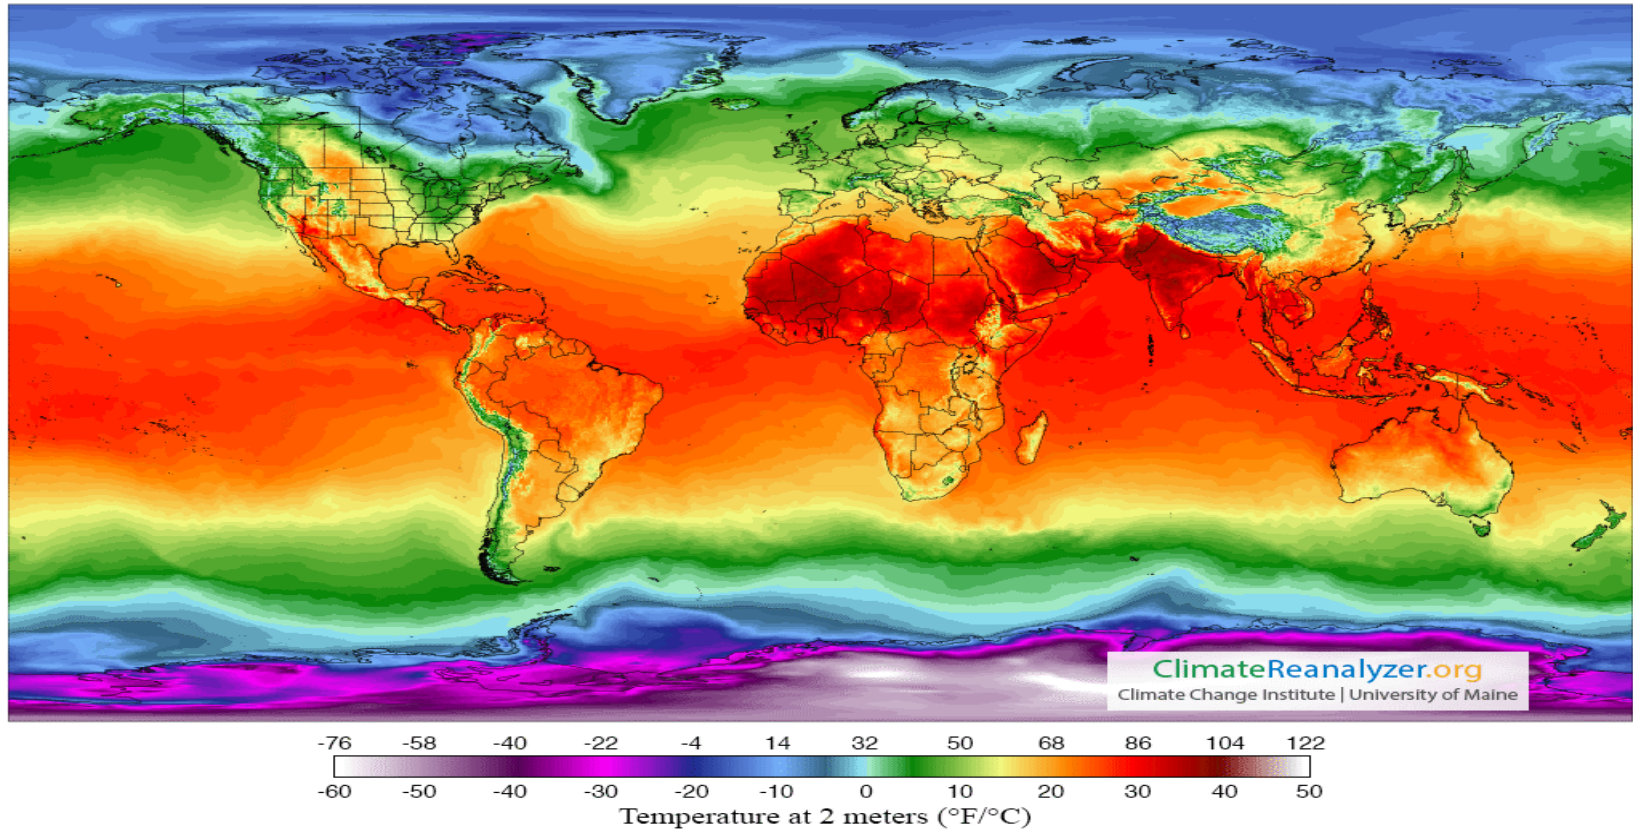 ClimateReanalyzer.org
Climate Change Institute | University of Maine
-76 -58 -40 -22 -4 14 32 50 68 86 104 122
-60 -50 -40 -30 -20 -10 0 10 20 30 40 50
Temperature at 2 meters (°F/°C)